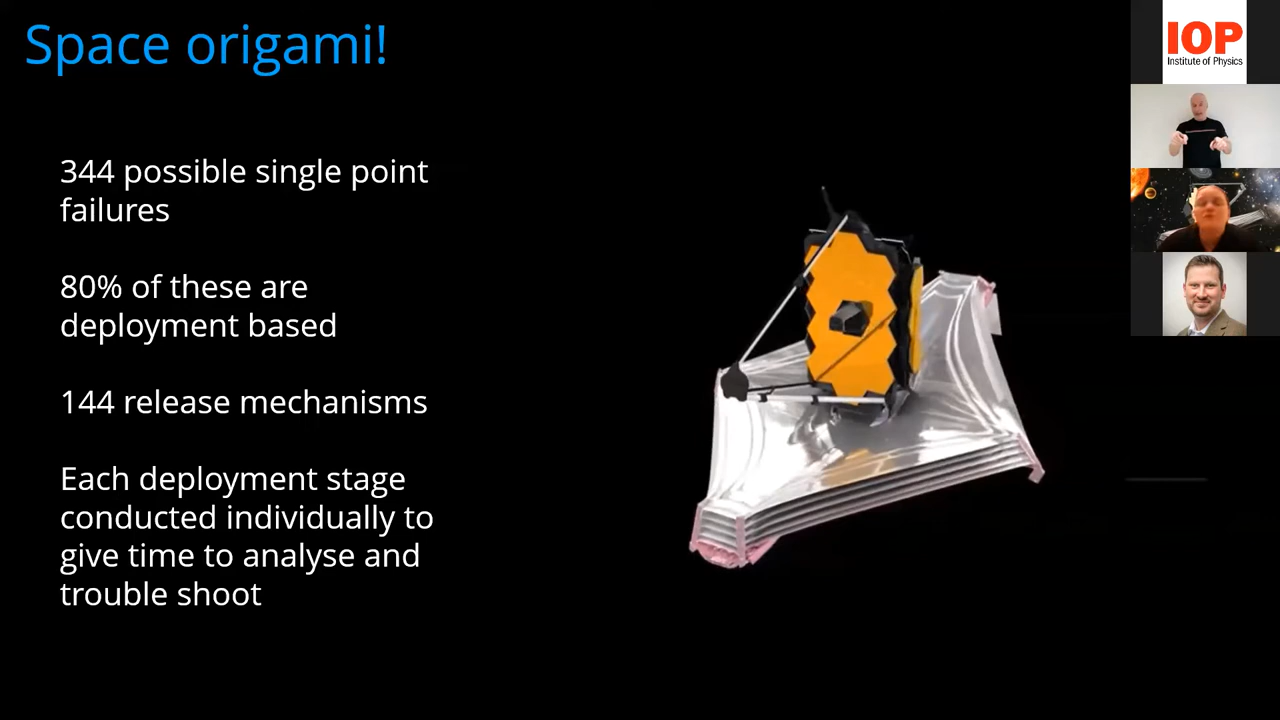 Space origami!
344 possible single point
failures
80% of these are
deployment based
144 release mechanisms
Each deployment stage
conducted individually to
give time to analyse and
trouble shoot
IOP
Institute of Physics